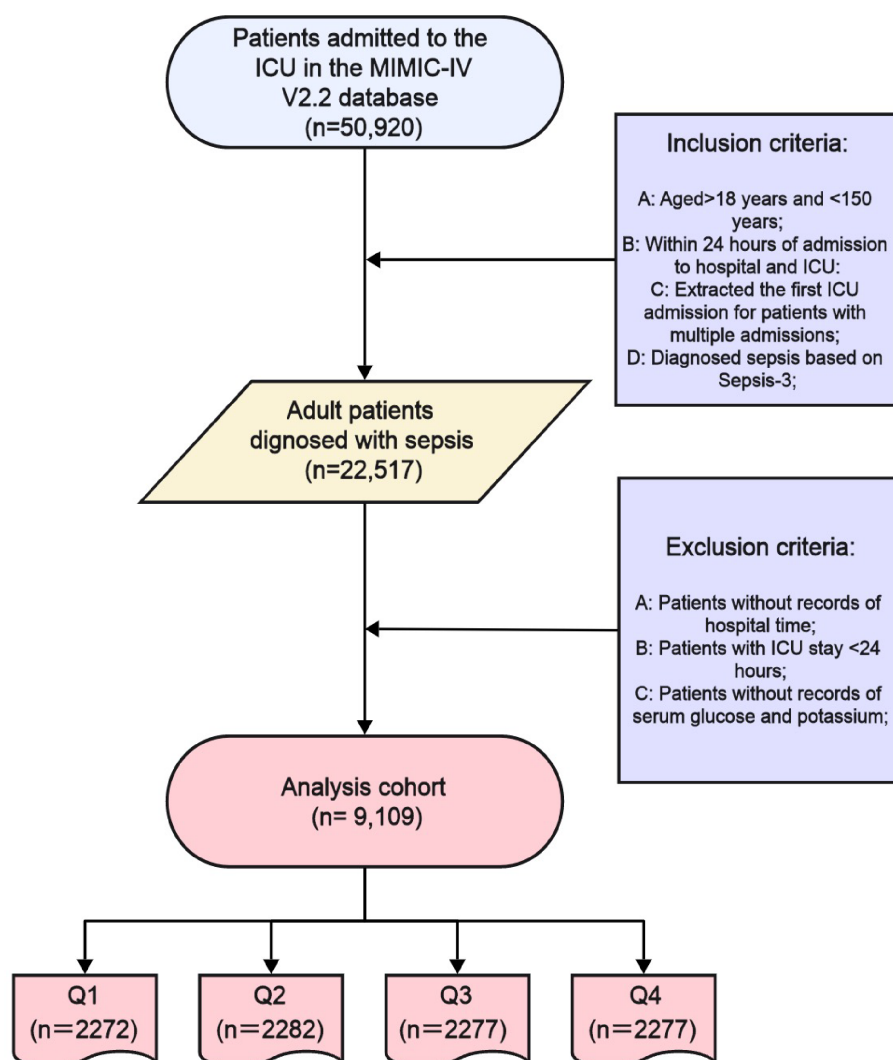 Patients admitted to the
ICU in the MIMIC-IV
V2.2 database
(n=50,920)
Inclusion criteria:
A: Aged>18 years and <150
years;
B: Within 24 hours of admission
to hospital and ICU:
C: Extracted the first ICU
admission for patients with
multiple admissions;
D: Diagnosed sepsis based on
Sepsis-3;
Adult patients
dignosed with sepsis
(n=22,517)
Exclusion criteria:
A: Patients without records of
hospital time;
B: Patients with ICU stay <24
hours;
C: Patients without records of
serum glucose and potassium;
Analysis cohort
(n= 9,109)
Q1
(n=2272)
Q2
(n=2282)
Q3
(n=2277)
Q4
(n=2277)